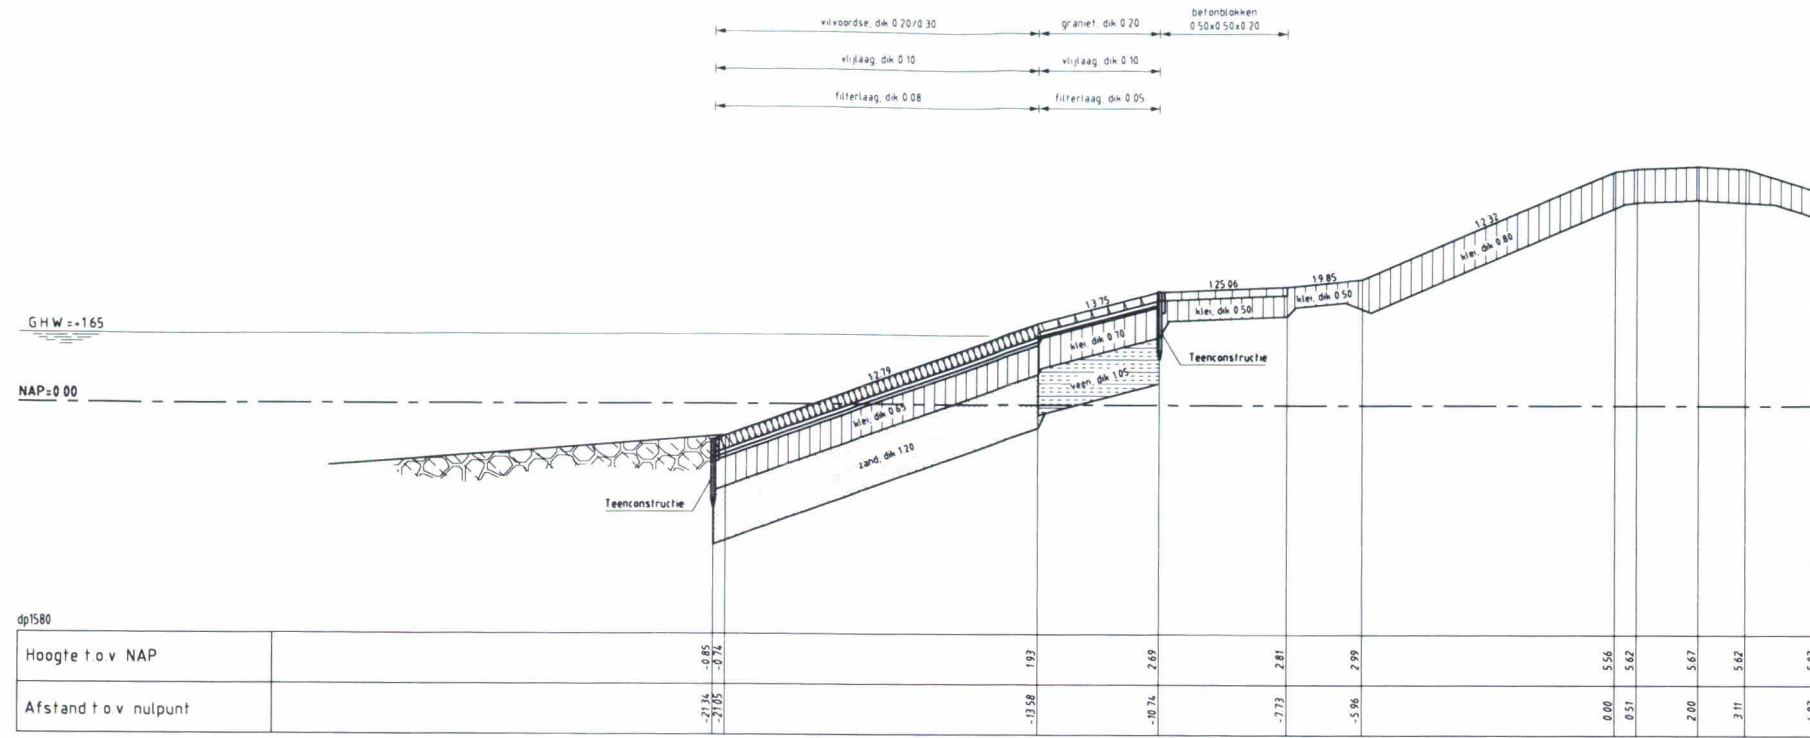 vilvoordse, dik 0.20/0.30
graniet, dik 0.20
betonblokken
0.50x0.50x0.20
vlijlaag, dik 0.10
vlijlaag, dik 0.10
filterlaag, dik 0.08
filterlaag, dik 0.05
1:2.32
klei, dik 0.80
1:9.85
klei, dik 0.50
1:25.06
klei, dik 0.50
1:3.75
GHW=+1.65
klei, dik 0.70
Teenconstructie
1:2.79
veen, dik 1.05
NAP=0.00
klei, dik 0.65
zand, dik 1.20
Teenconstructie
dp1580
Hoogte t.o.v. NAP -0.85 -0.74 1.93 2.69 2.81 2.99 5.56 5.62 5.67 5.62
Afstand t.o.v. nulpunt -21.34 -21.05 -13.58 -10.74 -7.73 -5.96 0.00 0.51 2.00 3.11